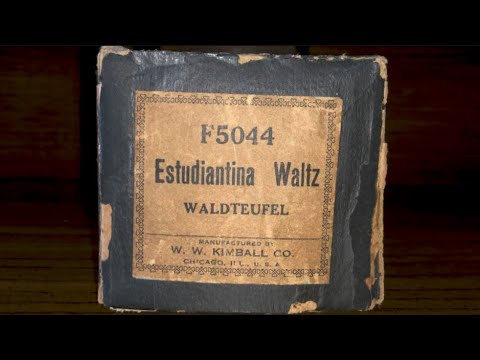 F5044
Estudiantina Waltz
WALDTEUFEL
MANUFACTURED BY
W. W. KIMBALL CO.
CHICAGO, ILL., U. S. A.